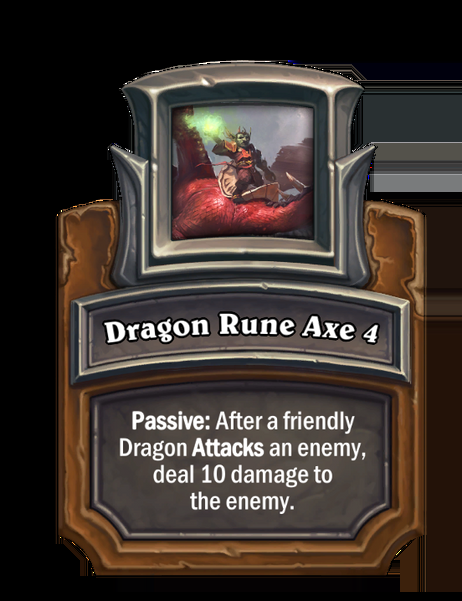 Dragon Rune Axe 4
Passive: After a friendly
Dragon Attacks an enemy,
deal 10 damage to
the enemy.